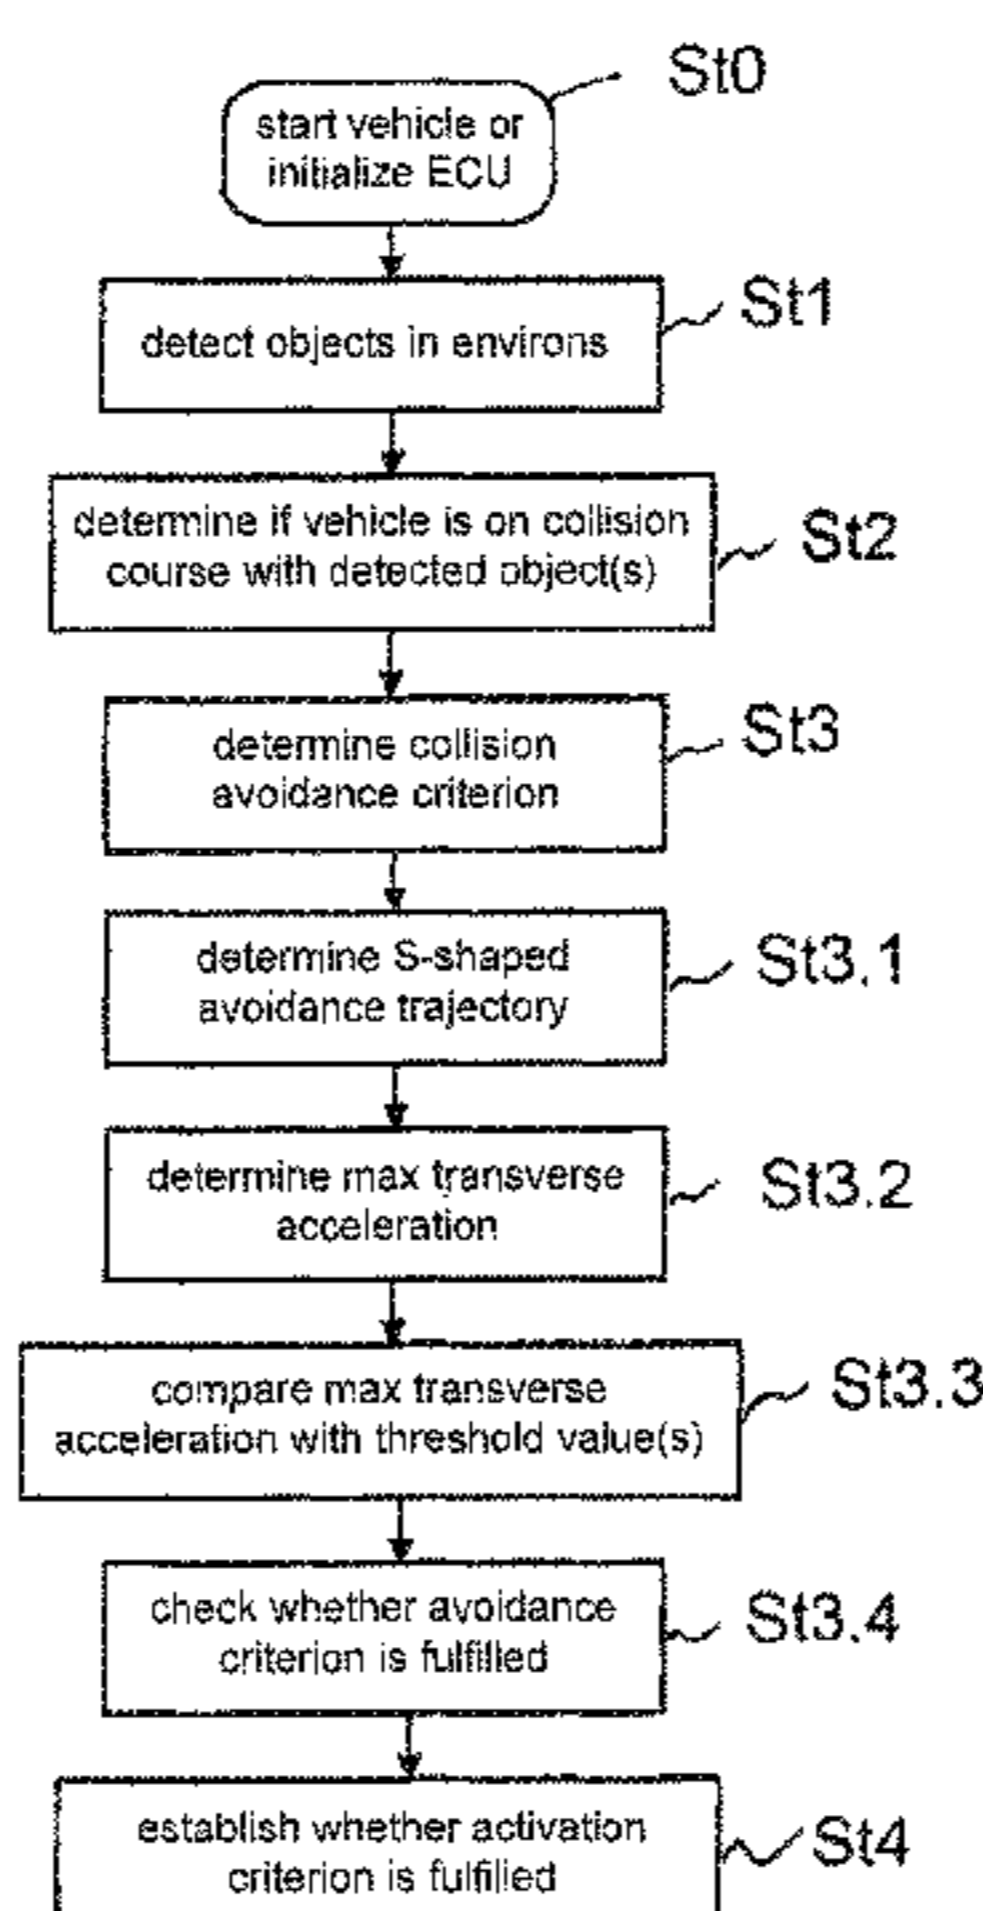 St0
start vehicle or
initialize ECU
St1
detect objects in environs
determine if vehicle is on collision
course with detected object(s)
St2
determine collision
avoidance criterion
St3
determine S-shaped
avoidance trajectory
St3.1
determine max transverse
acceleration
St3.2
compare max transverse
acceleration with threshold value(s)
St3.3
check whether avoidance
criterion is fulfilled
St3.4
establish whether activation
criterion is fulfilled
St4